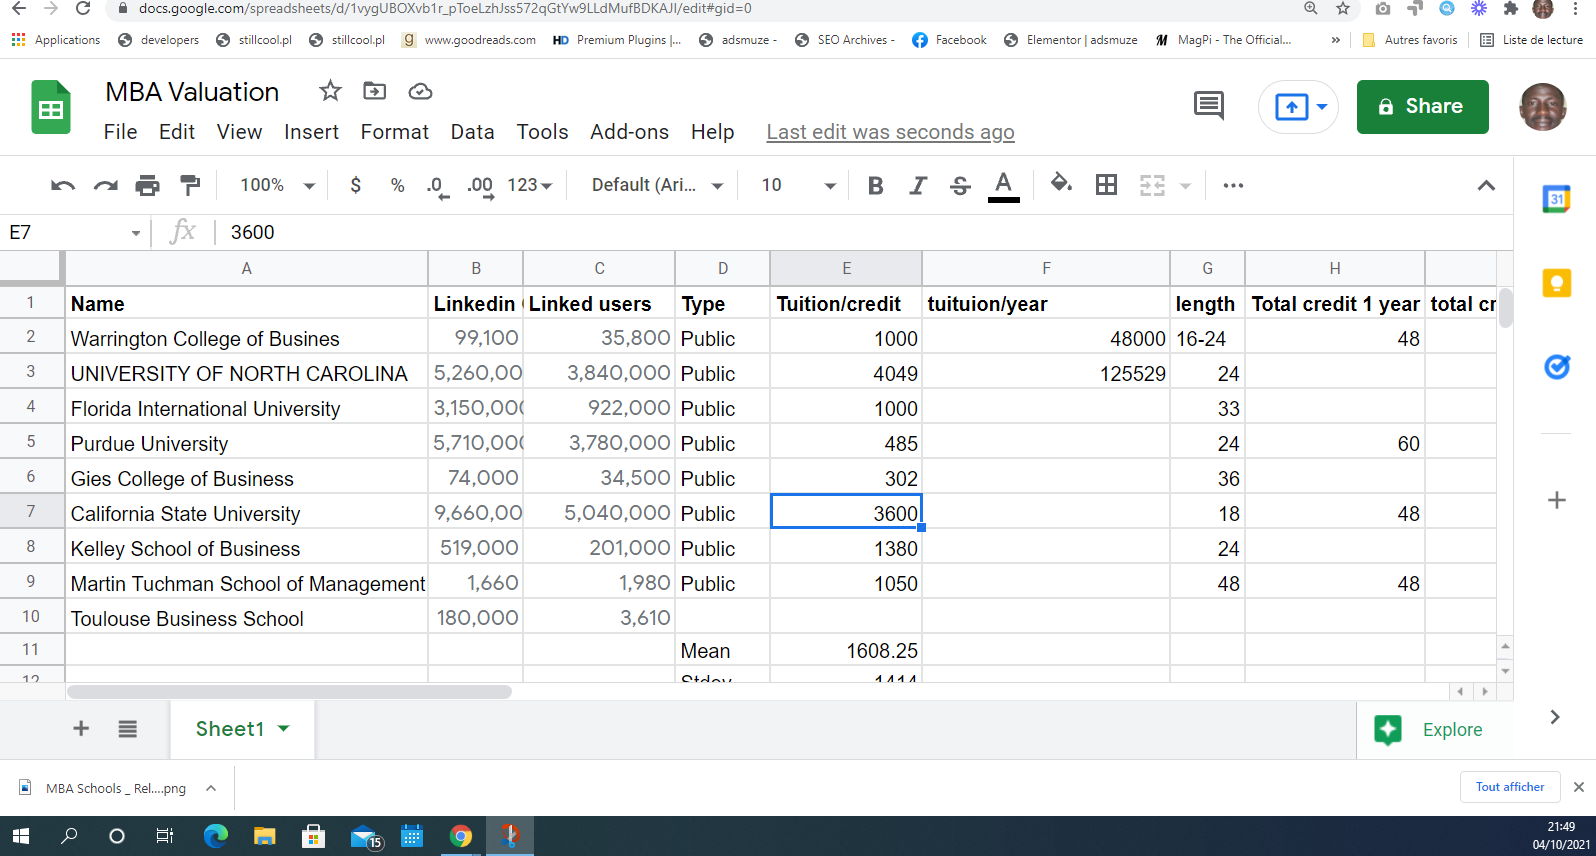 docs.google.com/spreadsheets/d/1vygUBOXvb1r_pToeLzhJss572qGtYw9LLdMufBDKAJI/edit#gid=0
Applications developers stillcool.pl stillcool.pl g www.goodreads.com HD Premium Plugins |... adsmuze - SEO Archives - Facebook Elementor | adsmuze M MagPi - The Official... » Autres favoris Liste de lecture
MBA Valuation
Share
File Edit View Insert Format Data Tools Add-ons Help Last edit was seconds ago
100% $ % .0 .00 123 Default (Ari... 10 B I S A
31
E7 fx 3600
A B C D E F G H
1 Name Linkedin Linked users Type Tuition/credit tuituion/year length Total credit 1 year total cr
2 Warrington College of Busines 99,100 35,800 Public 1000 48000 16-24 48
3 UNIVERSITY OF NORTH CAROLINA 5,260,00 3,840,000 Public 4049 125529 24
4 Florida International University 3,150,000 922,000 Public 1000 33
5 Purdue University 5,710,000 3,780,000 Public 485 24 60
6 Gies College of Business 74,000 34,500 Public 302 36
7 California State University 9,660,00 5,040,000 Public 3600 18 48
8 Kelley School of Business 519,000 201,000 Public 1380 24
9 Martin Tuchman School of Management 1,660 1,980 Public 1050 48 48
10 Toulouse Business School 180,000 3,610
11 Mean 1608.25
12 Stdev 1414
Sheet1
Explore
MBA Schools _ Rel....png
Tout afficher
15
21:49
04/10/2021